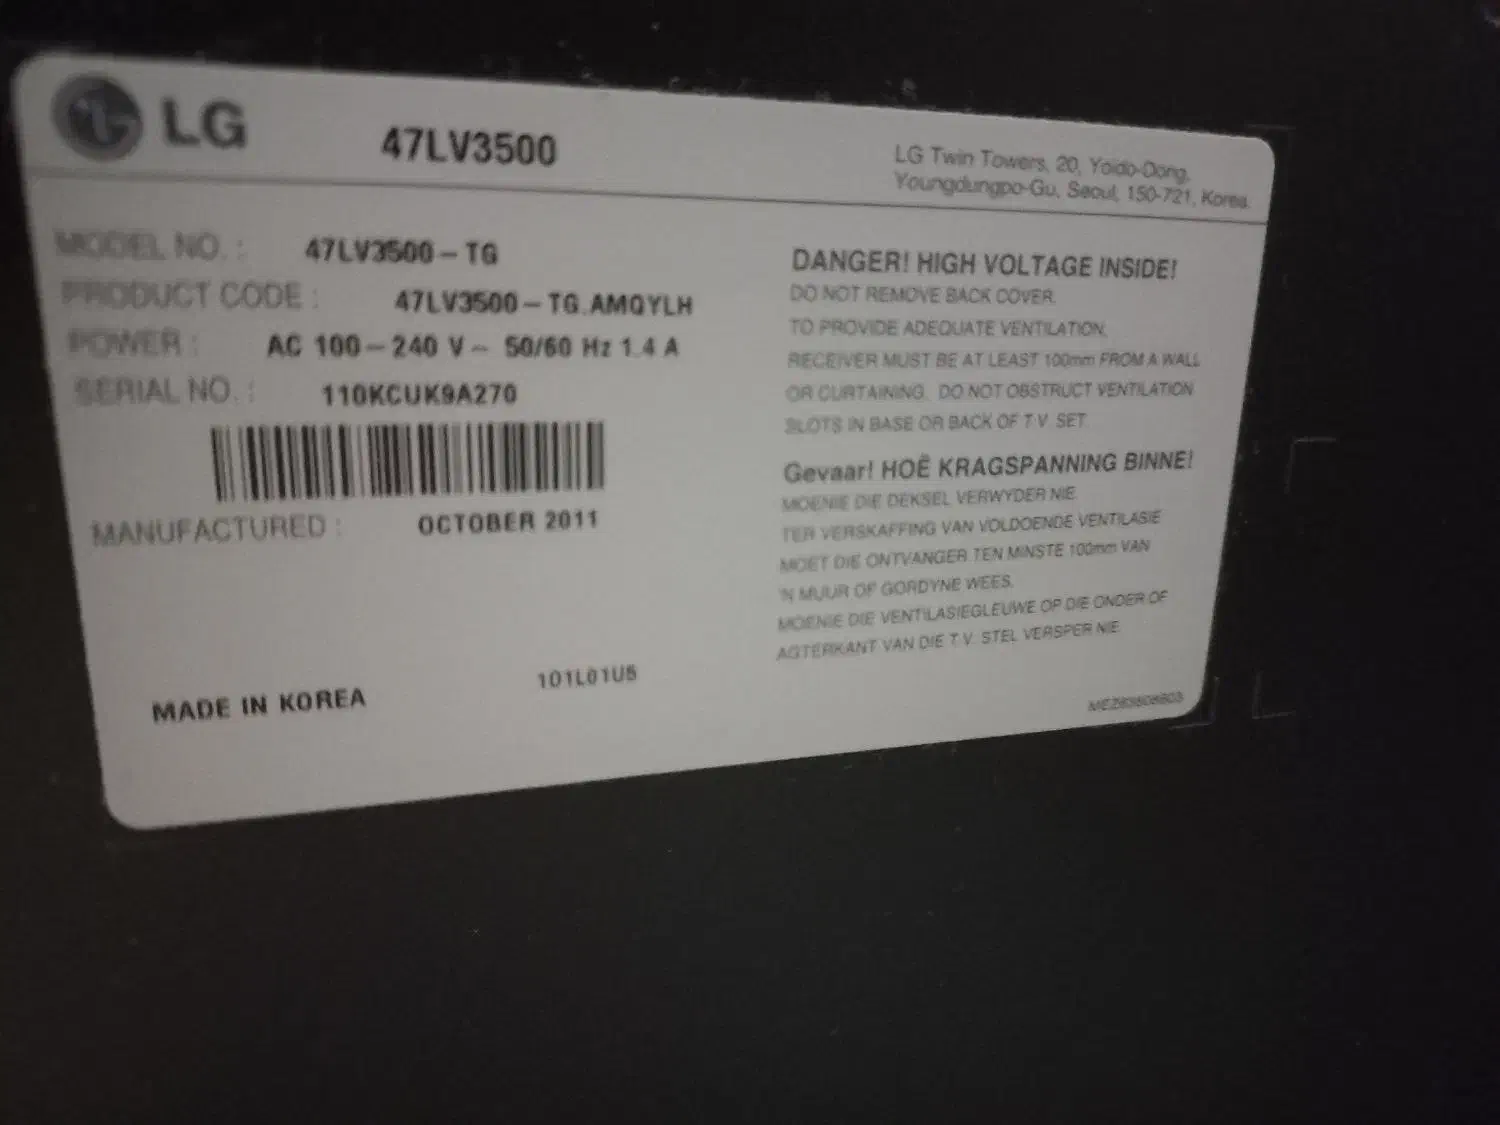 LG
47LV3500
LG Twin Towers, 20, Yoido-Dong,
Youngdungpo-Gu, Seoul, 150-721, Korea.
MODEL NO. : 47LV3500-TG
PRODUCT CODE : 47LV3500-TG.AMQYLH
POWER : AC 100-240 V~ 50/60 Hz 1.4 A
SERIAL NO. : 110KCUK9A270
MANUFACTURED : OCTOBER 2011
MADE IN KOREA
101L01U5
DANGER! HIGH VOLTAGE INSIDE!
DO NOT REMOVE BACK COVER.
TO PROVIDE ADEQUATE VENTILATION,
RECEIVER MUST BE AT LEAST 100mm FROM A WALL
OR CURTAINING. DO NOT OBSTRUCT VENTILATION
SLOTS IN BASE OR BACK OF T.V. SET.
Gevaar! HOË KRAGSPANNING BINNE!
MOENIE DIE DEKSEL VERWYDER NIE.
TER VERSKAFFING VAN VOLDOENDE VENTILASIE
MOET DIE ONTVANGER TEN MINSTE 100mm VAN
'N MUUR OF GORDYNE WEES.
MOENIE DIE VENTILASIEGLEUWE OP DIE ONDER OF
AGTERKANT VAN DIE T.V. STEL VERSPER NIE.